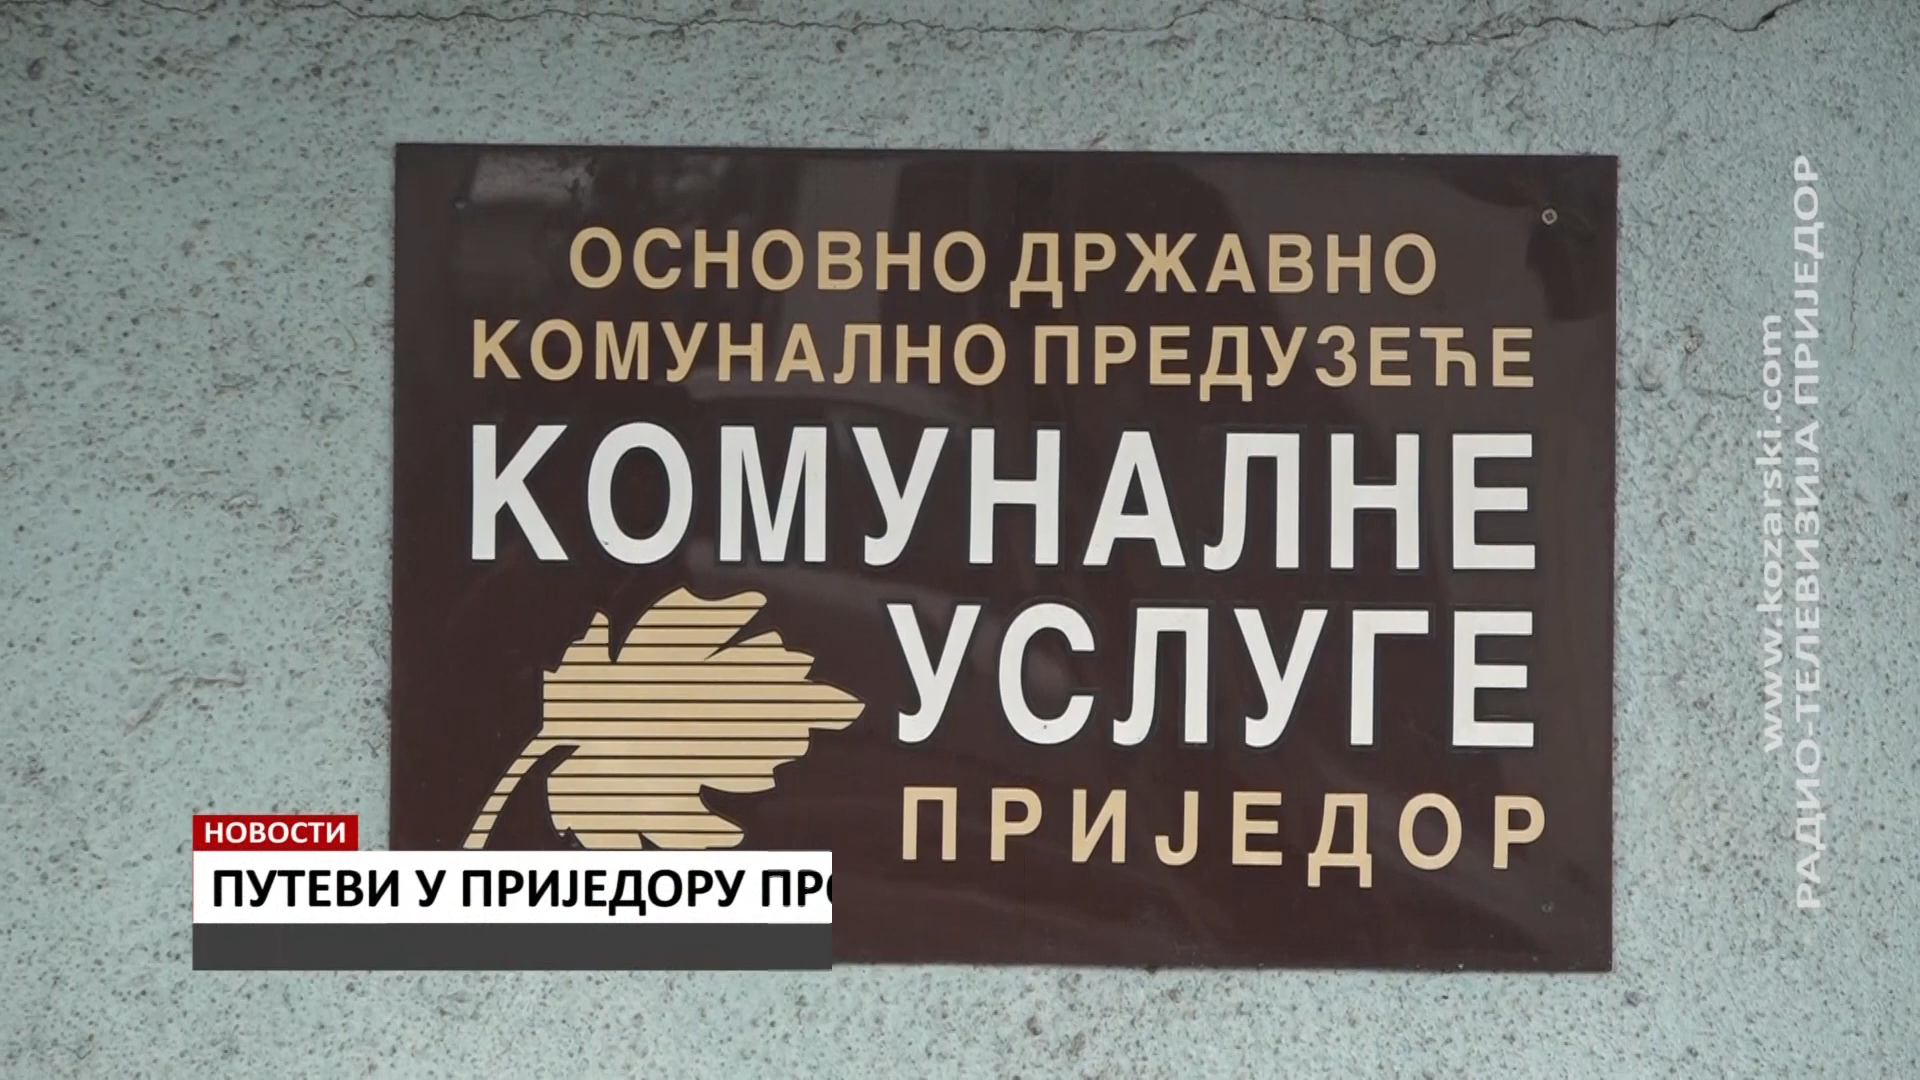 ОСНОВНО ДРЖАВНО
КОМУНАЛНО ПРЕДУЗЕЋЕ
КОМУНАЛНЕ
УСЛУГЕ
ПРИЈЕДОР
НОВОСТИ
ПУТЕВИ У ПРИЈЕДОРУ
www.kozarski.com
РАДИО-ТЕЛЕВИЗИЈА ПРИЈЕДОР